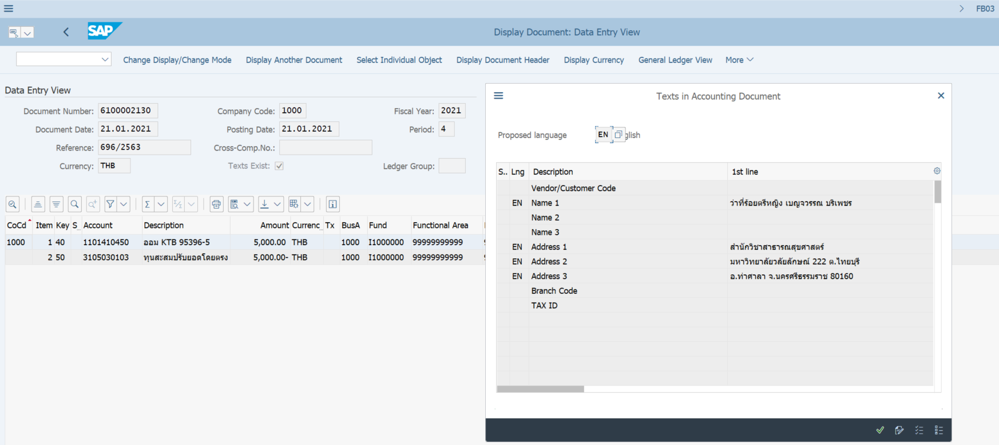 FB03
SAP
Display Document: Data Entry View
Change Display/Change Mode Display Another Document Select Individual Object Display Document Header Display Currency General Ledger View More
Data Entry View
Document Number: 6100002130 Company Code: 1000 Fiscal Year: 2021
Document Date: 21.01.2021 Posting Date: 21.01.2021 Period: 4
Reference: 696/2563 Cross-Comp.No.:
Currency: THB Texts Exist: Ledger Group:
CoCd Item Key S.. Account Description Amount Currenc.. Tx BusA Fund Functional Area
1000 1 40 1101410450 ออม KTB 95396-5 5,000.00 THB 1000 I1000000 99999999999
2 50 3105030103 ทุนสะสมปรับยอดโดยตรง 5,000.00- THB 1000 I1000000 99999999999
Texts in Accounting Document
Proposed language EN glish
S.. Lng Description 1st line
Vendor/Customer Code
EN Name 1 ว่าที่ร้อยตรีหญิง เบญจวรรณ บริเพชร
Name 2
Name 3
EN Address 1 สำนักวิชาสาธารณสุขศาสตร์
EN Address 2 มหาวิทยาลัยวลัยลักษณ์ 222 ต.ไทยบุรี
EN Address 3 อ.ท่าศาลา จ.นครศรีธรรมราช 80160
Branch Code
TAX ID